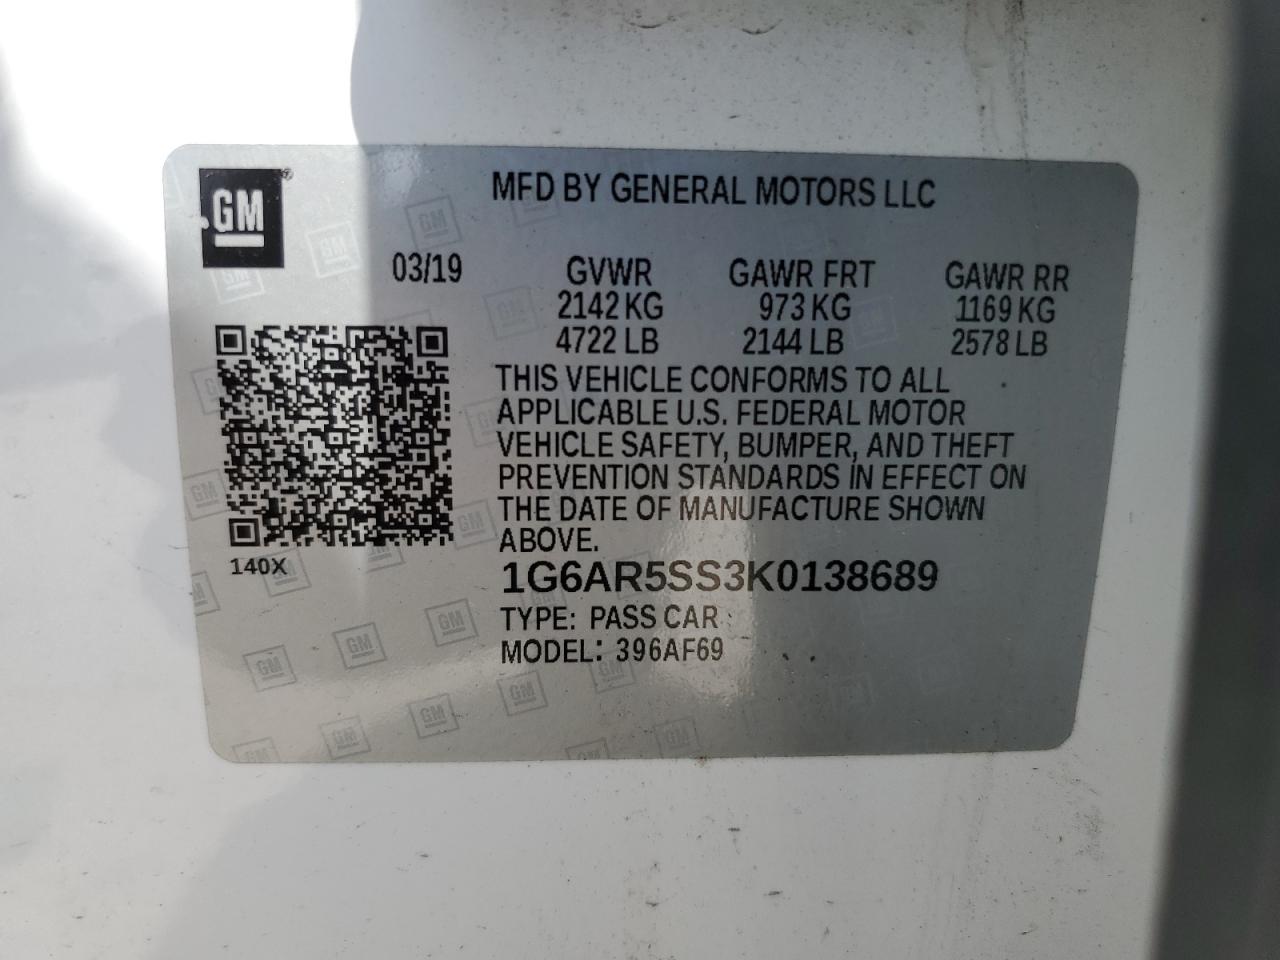 GM
MFD BY GENERAL MOTORS LLC
03/19
GVWR GAWR FRT GAWR RR
2142 KG 973 KG 1169 KG
4722 LB 2144 LB 2578 LB
THIS VEHICLE CONFORMS TO ALL
APPLICABLE U.S. FEDERAL MOTOR
VEHICLE SAFETY, BUMPER, AND THEFT
PREVENTION STANDARDS IN EFFECT ON
THE DATE OF MANUFACTURE SHOWN
ABOVE.
140X
1G6AR5SS3K0138689
TYPE: PASS CAR
MODEL: 396AF69